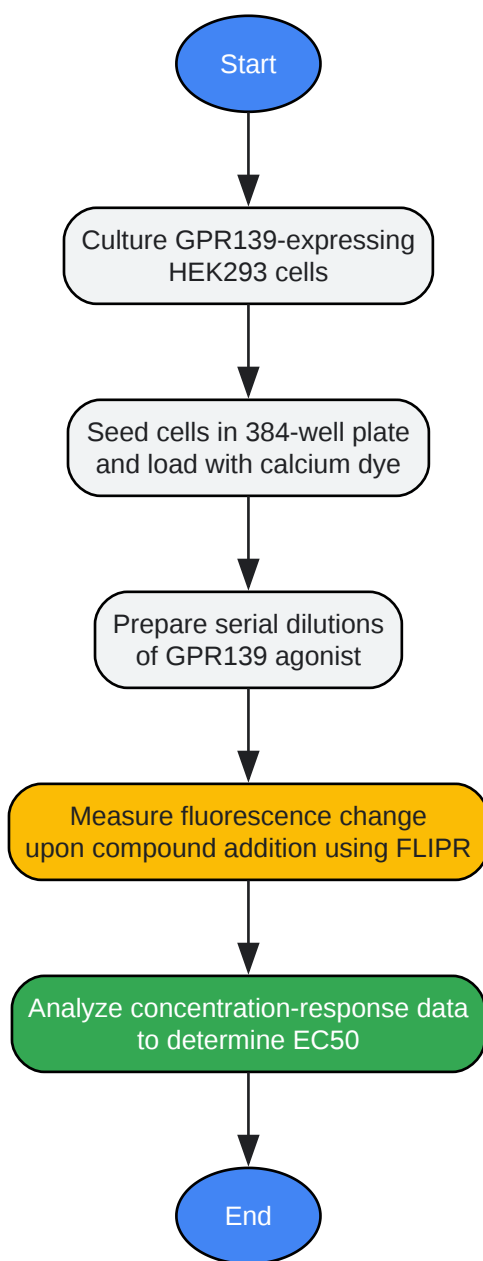 Start
Culture GPR139-expressing
HEK293 cells
Seed cells in 384-well plate
and load with calcium dye
Prepare serial dilutions
of GPR139 agonist
Measure fluorescence change
upon compound addition using FLIPR
Analyze concentration-response data
to determine EC50
End